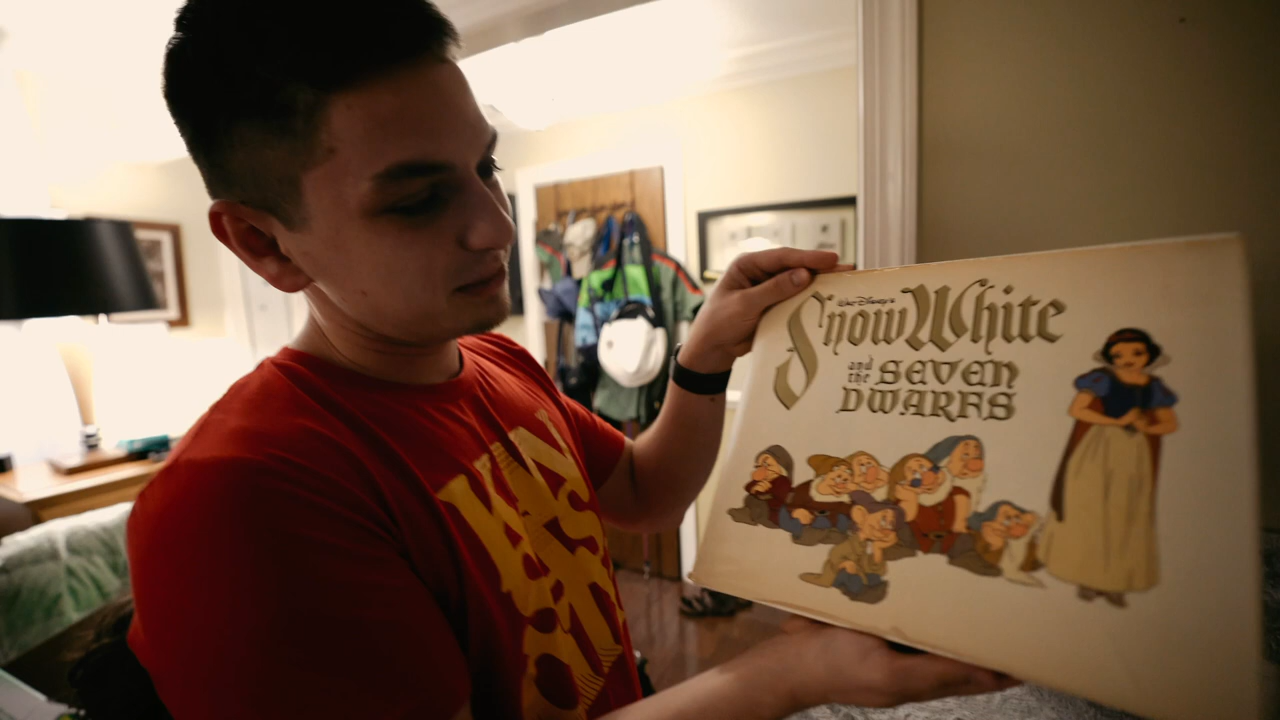 Walt Disney's
Snow White
and
the SEVEN
DWARFS